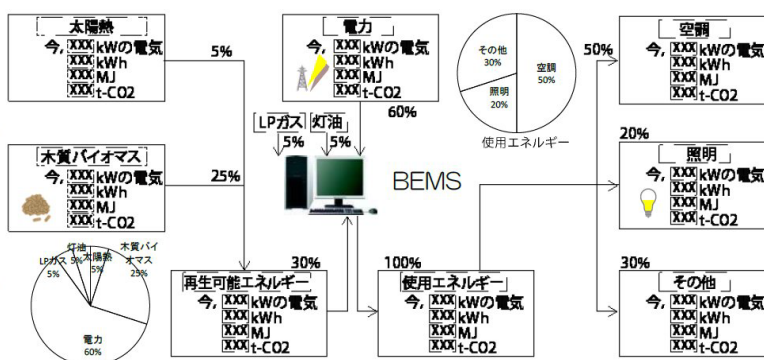 太陽熱
今, XXX kWの電気
XXX kWh
XXX MJ
XXX t-CO2
5%
電力
今, XXX kWの電気
XXX kWh
XXX MJ
XXX t-CO2
60%
その他
30%
照明
20%
空調
50%
使用エネルギー
50%
空調
今, XXX kWの電気
XXX kWh
XXX MJ
XXX t-CO2
LPガス 灯油
5% 5%
BEMS
木質バイオマス
今, XXX kWの電気
XXX kWh
XXX MJ
XXX t-CO2
25%
20%
照明
今, XXX kWの電気
XXX kWh
XXX MJ
XXX t-CO2
灯油
5%
LPガス
5%
太陽熱
5%
木質バイ
オマス
25%
電力
60%
30%
再生可能エネルギー
今, XXX kWの電気
XXX kWh
XXX MJ
XXX t-CO2
100%
使用エネルギー
今, XXX kWの電気
XXX kWh
XXX MJ
XXX t-CO2
30%
その他
今, XXX kWの電気
XXX kWh
XXX MJ
XXX t-CO2